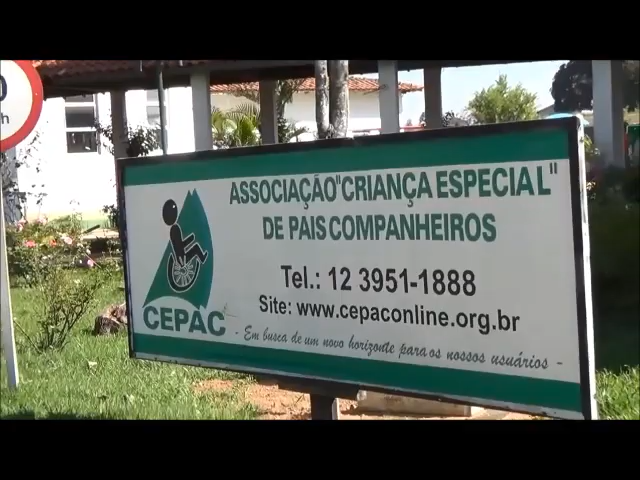 ASSOCIAÇÃO "CRIANÇA ESPECIAL"
DE PAIS COMPANHEIROS
Tel.: 12 3951-1888
Site: www.cepaconline.org.br
CEPAC
- Em busca de um novo horizonte para os nossos usuários -